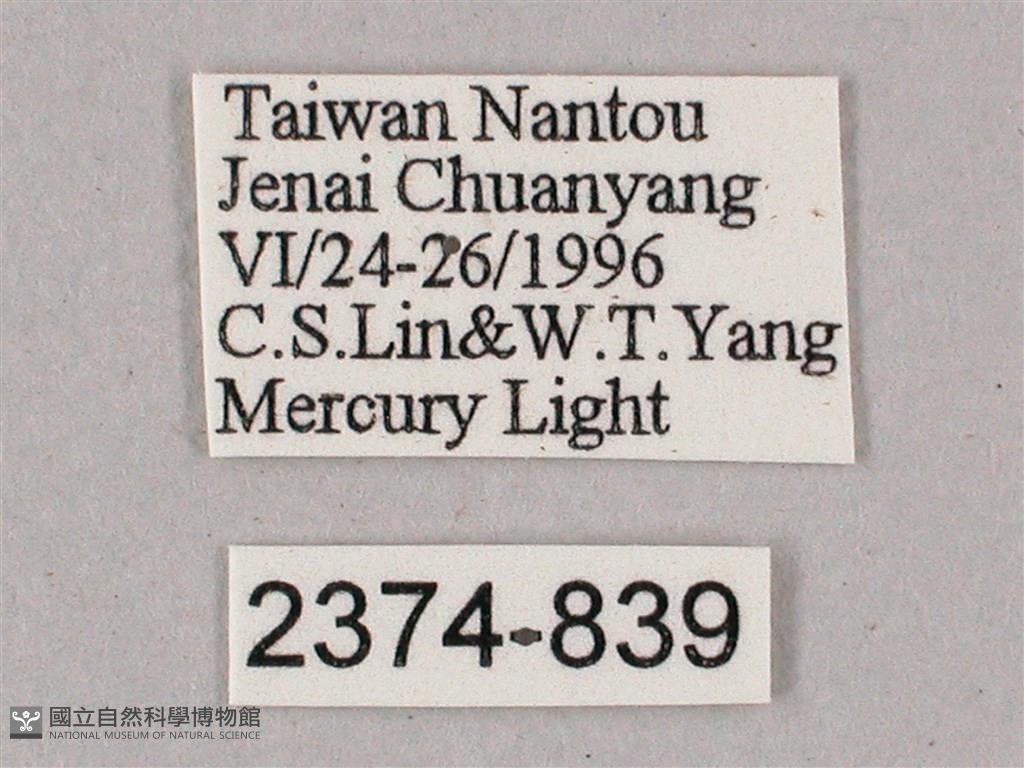 Taiwan Nantou
Jenai Chuanyang
VI/24-26/1996
C.S.Lin&W.T.Yang
Mercury Light
2374-839
國立自然科學博物館
NATIONAL MUSEUM OF NATURAL SCIENCE